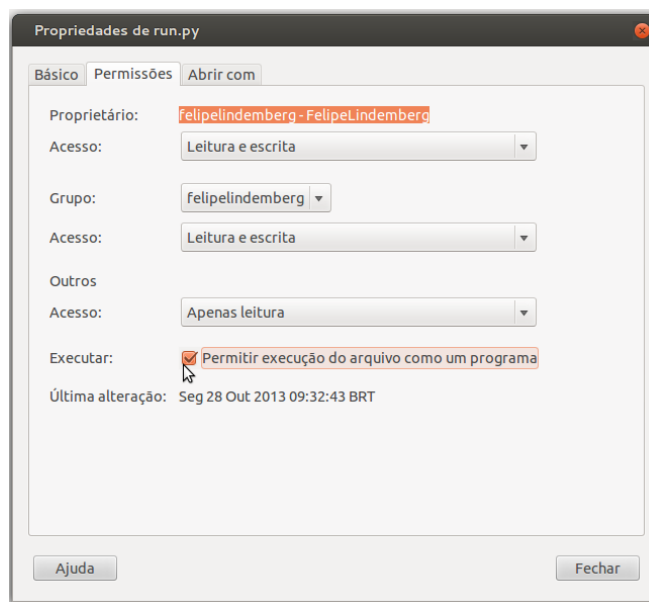 Propriedades de run.py
Básico Permissões Abrir com
Proprietário: felipelindemberg - FelipeLindemberg
Acesso: Leitura e escrita
Grupo: felipelindemberg
Acesso: Leitura e escrita
Outros
Acesso: Apenas leitura
Executar: Permitir execução do arquivo como um programa
Última alteração: Seg 28 Out 2013 09:32:43 BRT
Ajuda Fechar